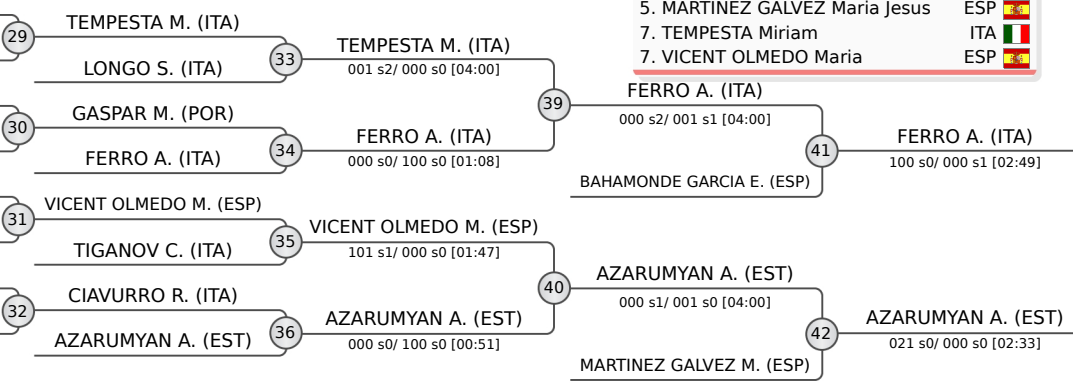 5. MARTINEZ GALVEZ Maria Jesus ESP
7. TEMPESTA Miriam ITA
7. VICENT OLMEDO Maria ESP
29
TEMPESTA M. (ITA)
LONGO S. (ITA)
33
TEMPESTA M. (ITA)
001 s2/ 000 s0 [04:00]
30
GASPAR M. (POR)
FERRO A. (ITA)
34
FERRO A. (ITA)
000 s0/ 100 s0 [01:08]
39
FERRO A. (ITA)
000 s2/ 001 s1 [04:00]
BAHAMONDE GARCIA E. (ESP)
41
FERRO A. (ITA)
100 s0/ 000 s1 [02:49]
31
VICENT OLMEDO M. (ESP)
TIGANOV C. (ITA)
35
VICENT OLMEDO M. (ESP)
101 s1/ 000 s0 [01:47]
32
CIAVURRO R. (ITA)
AZARUMYAN A. (EST)
36
AZARUMYAN A. (EST)
000 s0/ 100 s0 [00:51]
40
AZARUMYAN A. (EST)
000 s1/ 001 s0 [04:00]
MARTINEZ GALVEZ M. (ESP)
42
AZARUMYAN A. (EST)
021 s0/ 000 s0 [02:33]